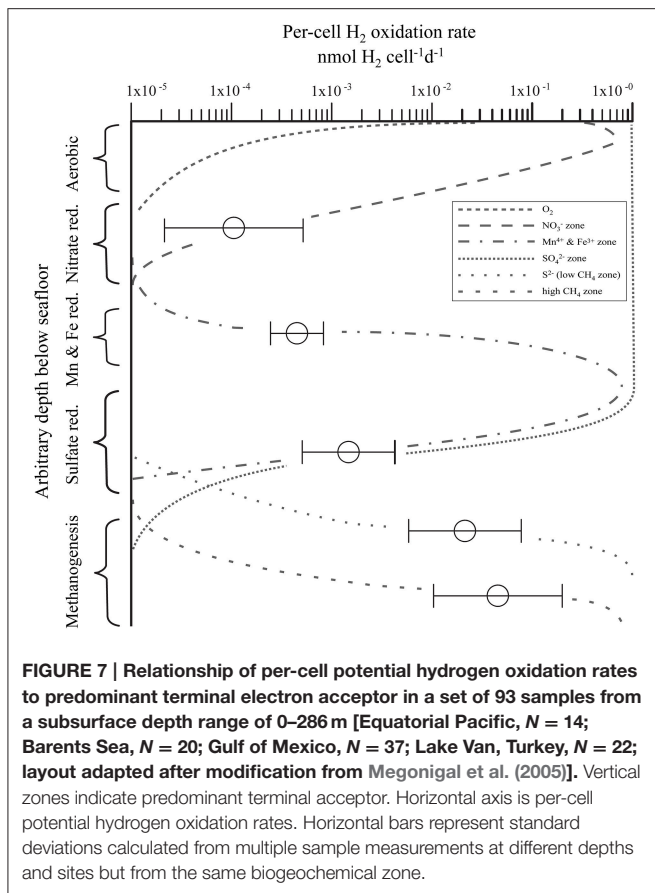 Per-cell H₂ oxidation rate
nmol H₂ cell⁻¹d⁻¹
1x10⁻⁵ 1x10⁻⁴ 1x10⁻³ 1x10⁻² 1x10⁻¹ 1x10⁻⁰
Arbitrary depth below seafloor
Aerobic
Nitrate red.
Mn & Fe red.
Sulfate red.
Methanogenesis
O₂
NO₃⁻ zone
Mn⁴⁺ & Fe³⁺ zone
SO₄²⁻ zone
S²⁻ (low CH₄ zone)
high CH₄ zone
FIGURE 7 | Relationship of per-cell potential hydrogen oxidation rates
to predominant terminal electron acceptor in a set of 93 samples from
a subsurface depth range of 0–286 m [Equatorial Pacific, N = 14;
Barents Sea, N = 20; Gulf of Mexico, N = 37; Lake Van, Turkey, N = 22;
layout adapted after modification from Megonigal et al. (2005)]. Vertical
zones indicate predominant terminal acceptor. Horizontal axis is per-cell
potential hydrogen oxidation rates. Horizontal bars represent standard
deviations calculated from multiple sample measurements at different depths
and sites but from the same biogeochemical zone.